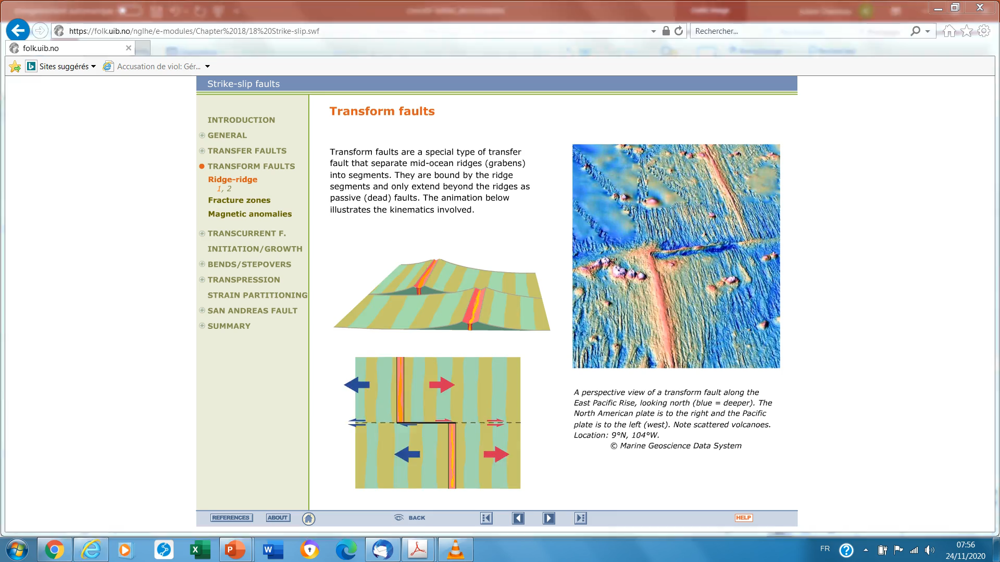 https://folk.uib.no/nglhe/e-modules/Chapter%2018/18%20Strike-slip.swf
Rechercher...
folk.uib.no
Sites suggérés
Accusation de viol: Gér...
Strike-slip faults
INTRODUCTION
GENERAL
TRANSFER FAULTS
TRANSFORM FAULTS
Ridge-ridge
1, 2
Fracture zones
Magnetic anomalies
TRANSCURRENT F.
INITIATION/GROWTH
BENDS/STEPOVERS
TRANSPRESSION
STRAIN PARTITIONING
SAN ANDREAS FAULT
SUMMARY
Transform faults
Transform faults are a special type of transfer
fault that separate mid-ocean ridges (grabens)
into segments. They are bound by the ridge
segments and only extend beyond the ridges as
passive (dead) faults. The animation below
illustrates the kinematics involved.
A perspective view of a transform fault along the
East Pacific Rise, looking north (blue = deeper). The
North American plate is to the right and the Pacific
plate is to the left (west). Note scattered volcanoes.
Location: 9°N, 104°W.
© Marine Geoscience Data System
REFERENCES
ABOUT
BACK
HELP
FR
07:56
24/11/2020